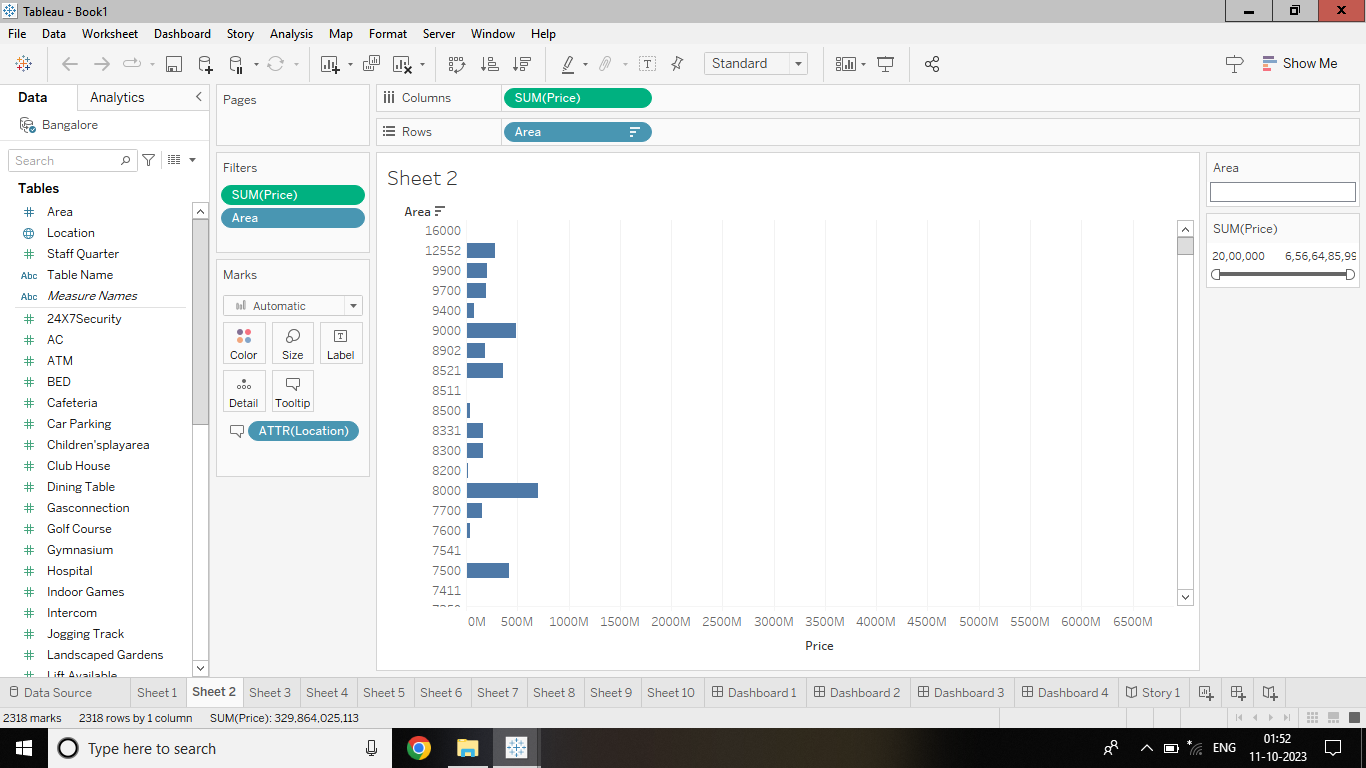 Tableau - Book1
File Data Worksheet Dashboard Story Analysis Map Format Server Window Help
Standard
Show Me
Data Analytics
Bangalore
Search
Tables
Area
Location
Staff Quarter
Abc Table Name
Abc Measure Names
24X7Security
AC
ATM
BED
Cafeteria
Car Parking
Children'splayarea
Club House
Dining Table
Gasconnection
Golf Course
Gymnasium
Hospital
Indoor Games
Intercom
Jogging Track
Landscaped Gardens
Lift Available
Pages
Filters
SUM(Price)
Area
Marks
Automatic
Color Size Label
Detail Tooltip
ATTR(Location)
Columns SUM(Price)
Rows Area
Sheet 2
Area
16000
12552
9900
9700
9400
9000
8902
8521
8511
8500
8331
8300
8200
8000
7700
7600
7541
7500
7411
0M 500M 1000M 1500M 2000M 2500M 3000M 3500M 4000M 4500M 5000M 5500M 6000M 6500M
Price
Area
SUM(Price)
20,00,000 6,56,64,85,99
Data Source Sheet 1 Sheet 2 Sheet 3 Sheet 4 Sheet 5 Sheet 6 Sheet 7 Sheet 8 Sheet 9 Sheet 10 Dashboard 1 Dashboard 2 Dashboard 3 Dashboard 4 Story 1
2318 marks 2318 rows by 1 column SUM(Price): 329,864,025,113
Type here to search
ENG
01:52
11-10-2023